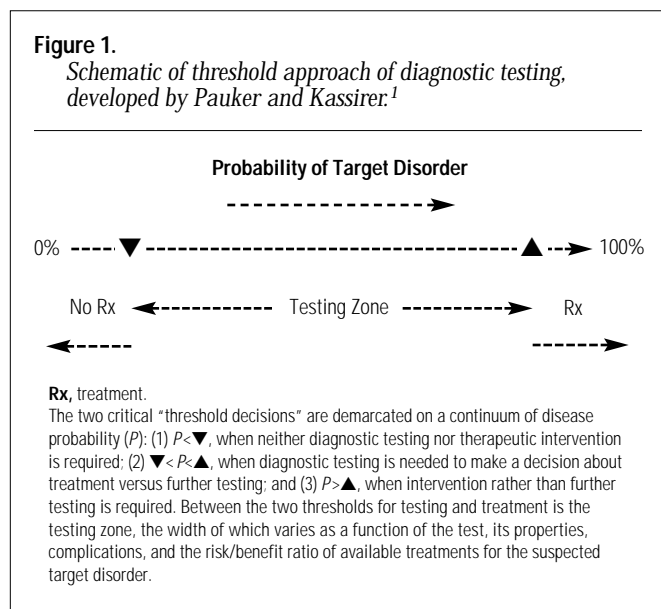 Figure 1.
Schematic of threshold approach of diagnostic testing,
developed by Pauker and Kassirer.1
Probability of Target Disorder
0% ▼ ▲ 100%
No Rx Testing Zone Rx
Rx, treatment.
The two critical "threshold decisions" are demarcated on a continuum of disease
probability (P): (1) P<▼, when neither diagnostic testing nor therapeutic intervention
is required; (2) ▼< P<▲, when diagnostic testing is needed to make a decision about
treatment versus further testing; and (3) P>▲, when intervention rather than further
testing is required. Between the two thresholds for testing and treatment is the
testing zone, the width of which varies as a function of the test, its properties,
complications, and the risk/benefit ratio of available treatments for the suspected
target disorder.